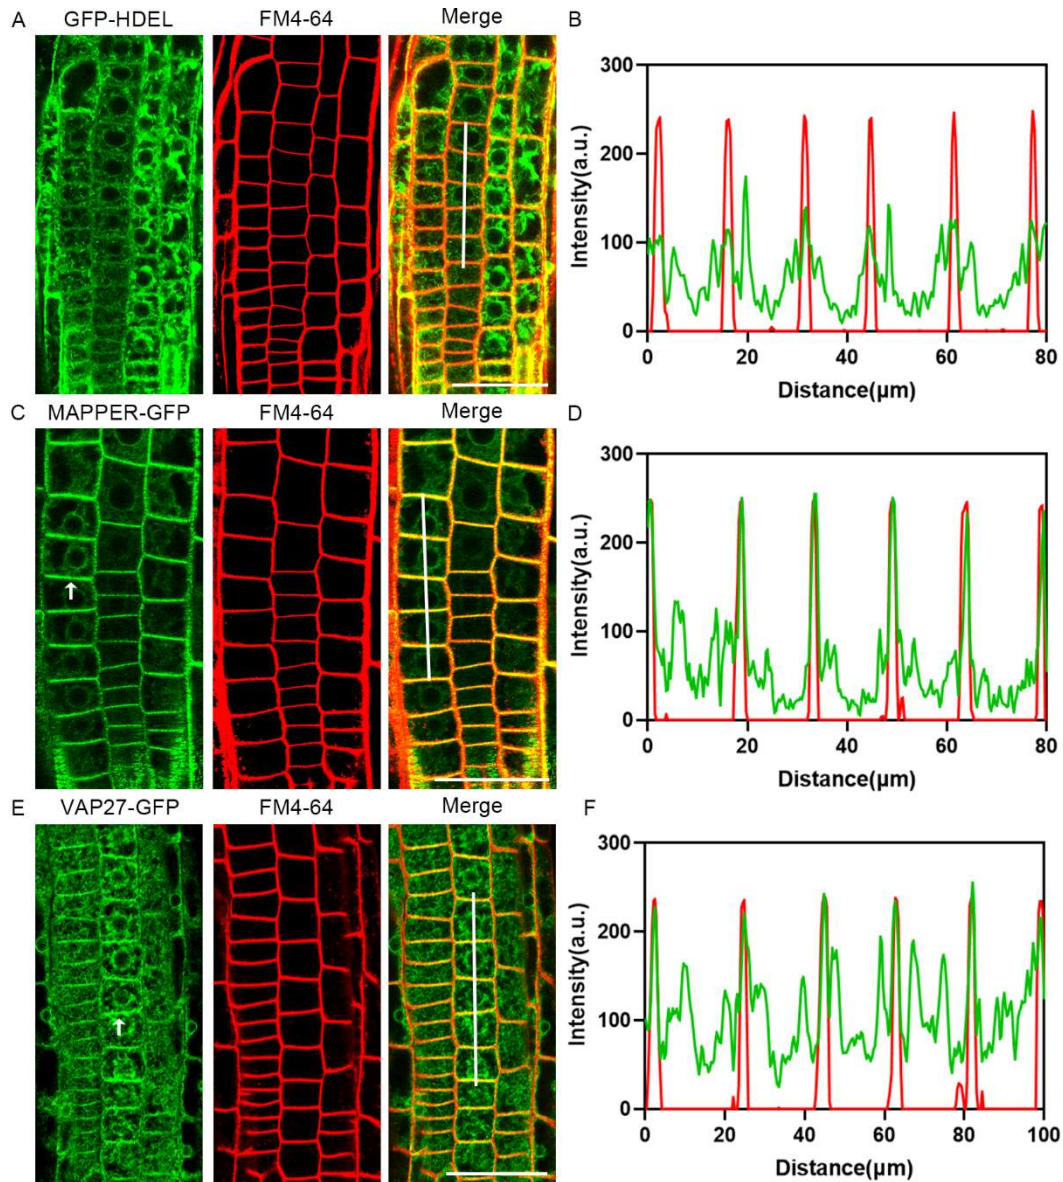 A GFP-HDEL FM4-64 Merge B
300
200
100
0
Intensity(a.u.)
0 20 40 60 80
Distance(μm)
C MAPPER-GFP FM4-64 Merge D
300
200
100
0
Intensity(a.u.)
0 20 40 60 80
Distance(μm)
E VAP27-GFP FM4-64 Merge F
300
200
100
0
Intensity(a.u.)
0 20 40 60 80 100
Distance(μm)